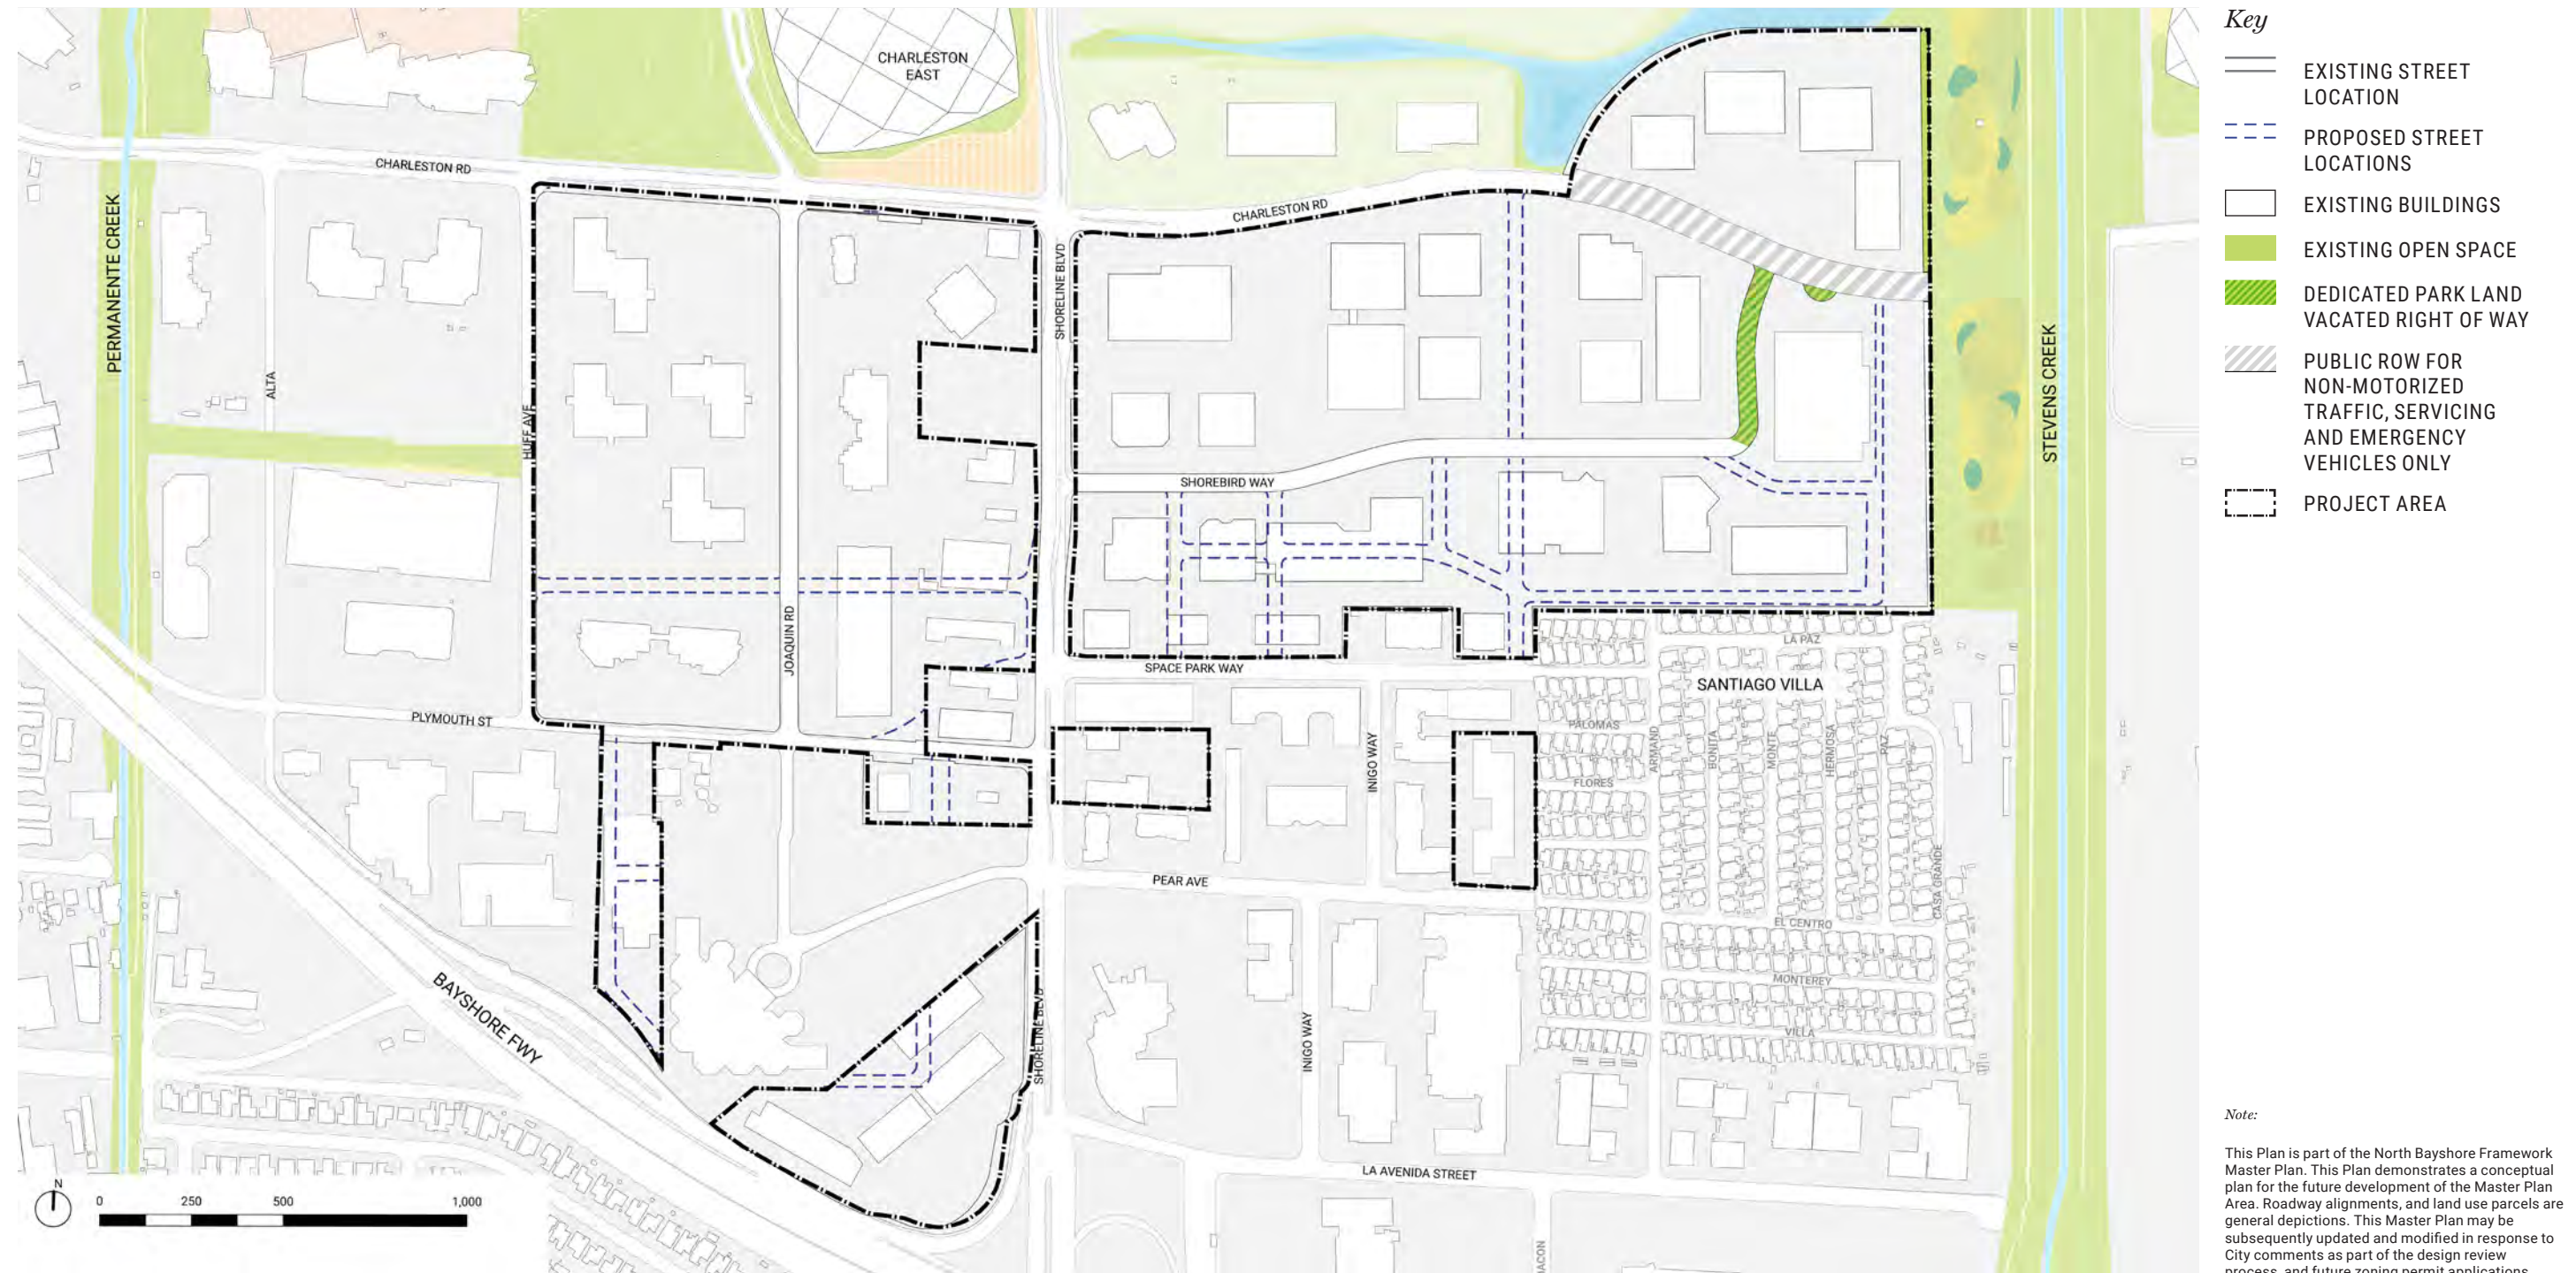 CHARLESTON
EAST
CHARLESTON RD
CHARLESTON RD
PERMANENTE CREEK
ALTA
HUFF AVE
JOAQUIN RD
SHORELINE BLVD
SHOREBIRD WAY
STEVENS CREEK
SPACE PARK WAY
PLYMOUTH ST
LA PAZ
SANTIAGO VILLA
PALOMAS
FLORES
ARMAND
BONITA
MONTE
HERMOSA
PAZ
CASA GRANDE
INIGO WAY
PEAR AVE
EL CENTRO
MONTEREY
VILLA
BAYSHORE FWY
SHORELINE BLVD
INIGO WAY
LA AVENIDA STREET
N
0 250 500 1,000
Key
EXISTING STREET
LOCATION
PROPOSED STREET
LOCATIONS
EXISTING BUILDINGS
EXISTING OPEN SPACE
DEDICATED PARK LAND
VACATED RIGHT OF WAY
PUBLIC ROW FOR
NON-MOTORIZED
TRAFFIC, SERVICING
AND EMERGENCY
VEHICLES ONLY
PROJECT AREA
Note:
This Plan is part of the North Bayshore Framework
Master Plan. This Plan demonstrates a conceptual
plan for the future development of the Master Plan
Area. Roadway alignments, and land use parcels are
general depictions. This Master Plan may be
subsequently updated and modified in response to
City comments as part of the design review
process, and future zoning permit applications